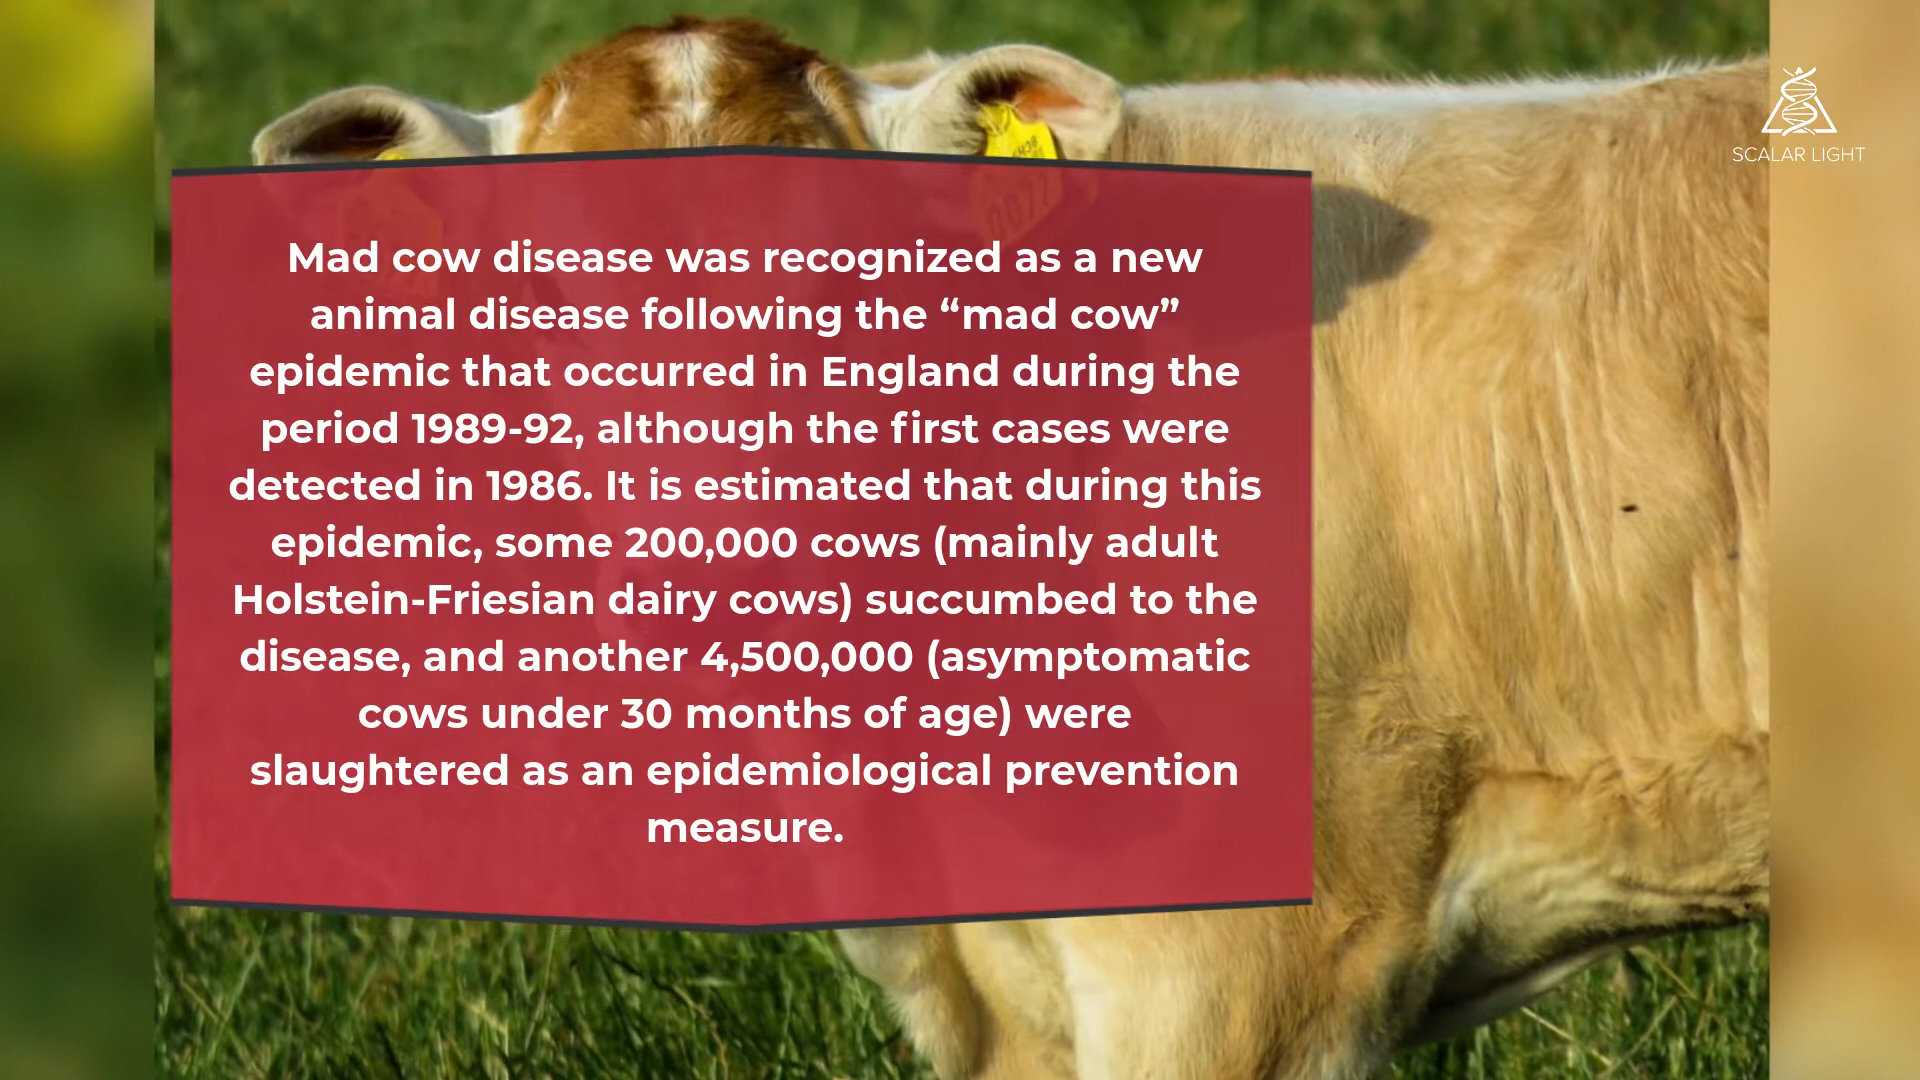 SCALAR LIGHT
Mad cow disease was recognized as a new
animal disease following the “mad cow”
epidemic that occurred in England during the
period 1989-92, although the first cases were
detected in 1986. It is estimated that during this
epidemic, some 200,000 cows (mainly adult
Holstein-Friesian dairy cows) succumbed to the
disease, and another 4,500,000 (asymptomatic
cows under 30 months of age) were
slaughtered as an epidemiological prevention
measure.